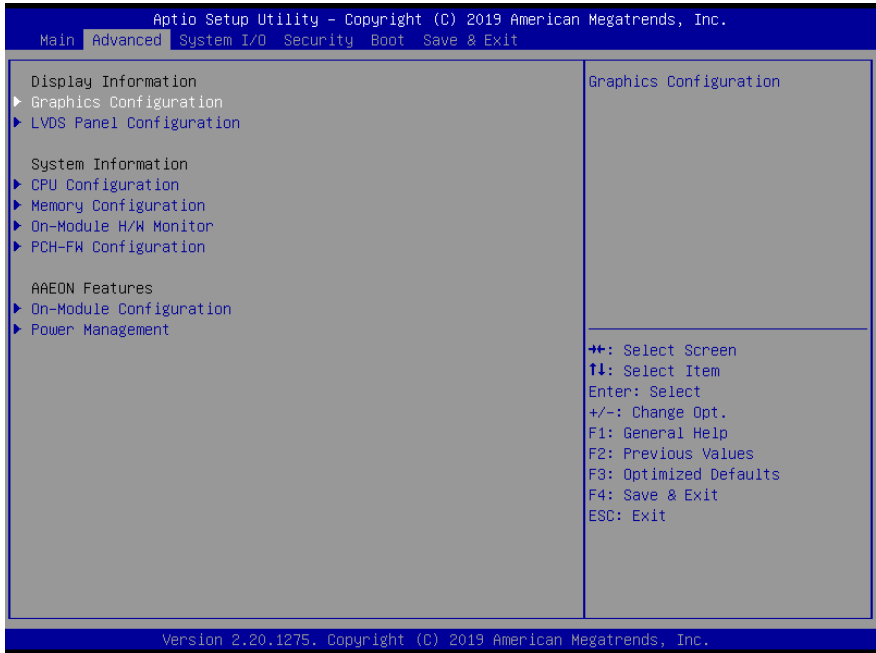 Aptio Setup Utility – Copyright (C) 2019 American Megatrends, Inc.
Main Advanced System I/O Security Boot Save & Exit
Display Information
Graphics Configuration
LVDS Panel Configuration
System Information
CPU Configuration
Memory Configuration
On-Module H/W Monitor
PCH-FW Configuration
AAEON Features
On-Module Configuration
Power Management
Graphics Configuration
→←: Select Screen
↑↓: Select Item
Enter: Select
+/-: Change Opt.
F1: General Help
F2: Previous Values
F3: Optimized Defaults
F4: Save & Exit
ESC: Exit
Version 2.20.1275. Copyright (C) 2019 American Megatrends, Inc.